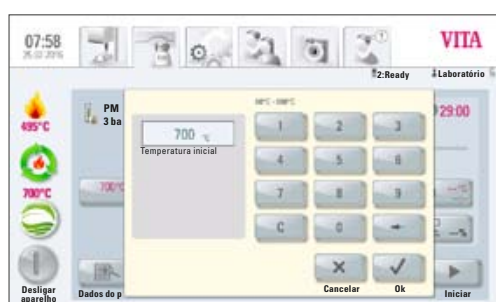 07:58
VITA
2:Ready
Laboratório
495°C
PM
3 ba
29:00
700 °C
Temperatura inicial
1
2
3
4
5
6
700°C
700°C
7
8
9
C
0
Desligar
aparelho
Dados do p
Cancelar
Ok
Iniciar